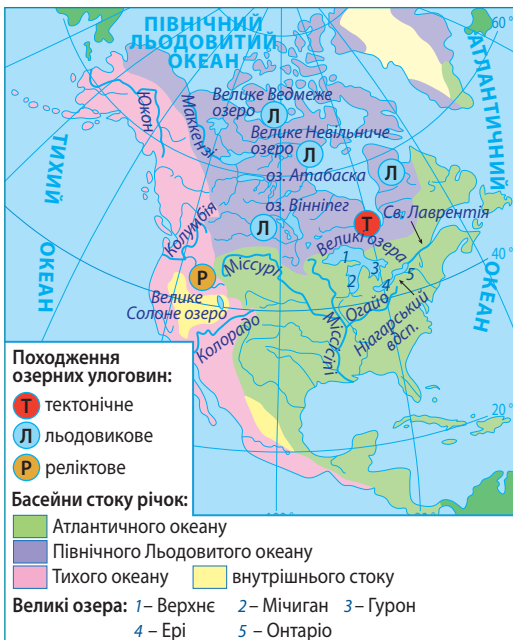 ПІВНІЧНИЙ
ЛЬОДОВИТИЙ
ОКЕАН
60°
АТЛАНТИЧНИЙ
ОКЕАН
ТИХИЙ
ОКЕАН
Юкон
Маккензі
Велике Ведмеже
озеро
Л
Велике Невільниче
озеро
Л
оз. Атабаска
Л
оз. Вінніпег
Л
Т
Св. Лаврентія
Великі озера
1
2
3
4
5
40°
Колумбія
Р
Міссурі
Велике
Солоне озеро
Огайо
Ніагарський
вдсп.
Колорадо
Міссісіпі
20°
Походження
озерних улоговин:
Т тектонічне
Л льодовикове
Р реліктове
Басейни стоку річок:
Атлантичного океану
Північного Льодовитого океану
Тихого океану внутрішнього стоку
Великі озера: 1 – Верхнє 2 – Мічиган 3 – Гурон
4 – Ері 5 – Онтаріо